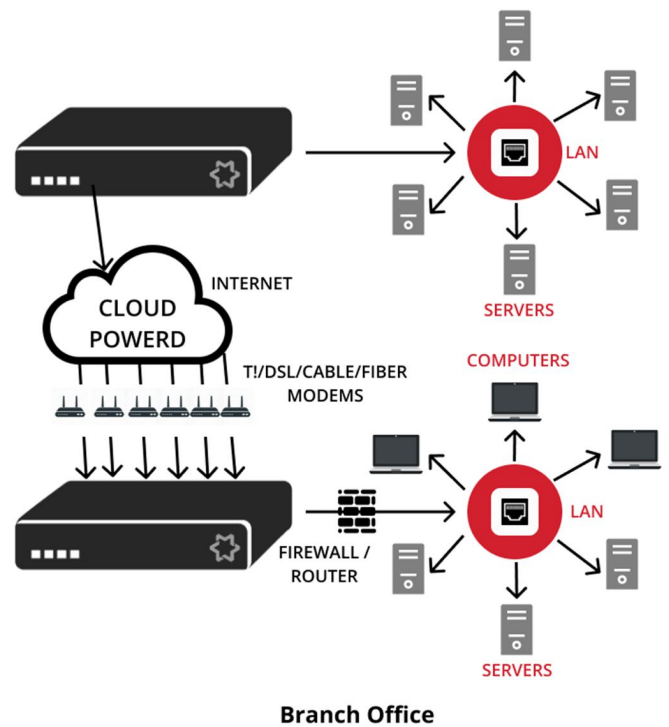 LAN
INTERNET
CLOUD
POWERD
SERVERS
T!/DSL/CABLE/FIBER
MODEMS
COMPUTERS
LAN
FIREWALL /
ROUTER
SERVERS
Branch Office